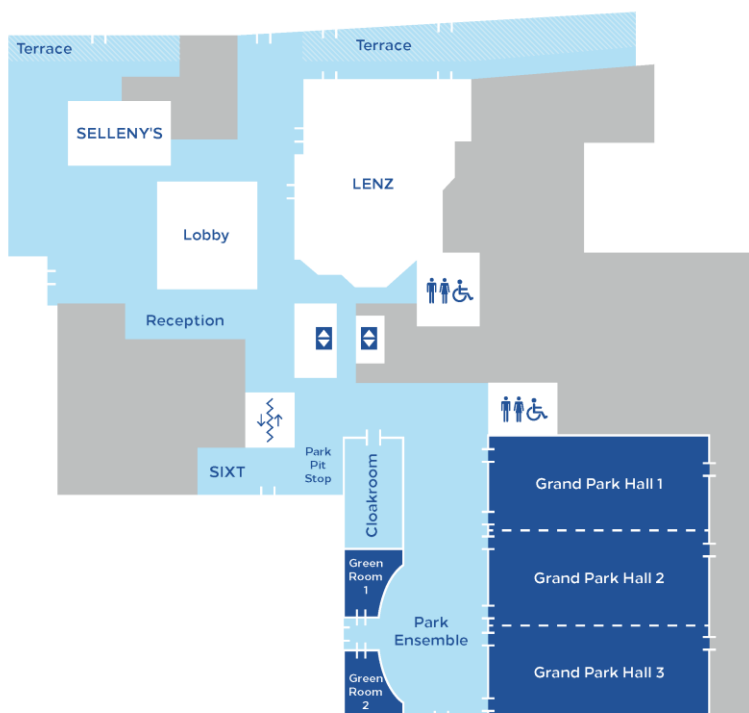 Terrace
Terrace
SELLENY'S
LENZ
Lobby
Reception
SIXT
Park
Pit
Stop
Cloakroom
Grand Park Hall 1
Green
Room
1
Grand Park Hall 2
Park
Ensemble
Grand Park Hall 3
Green
Room
2